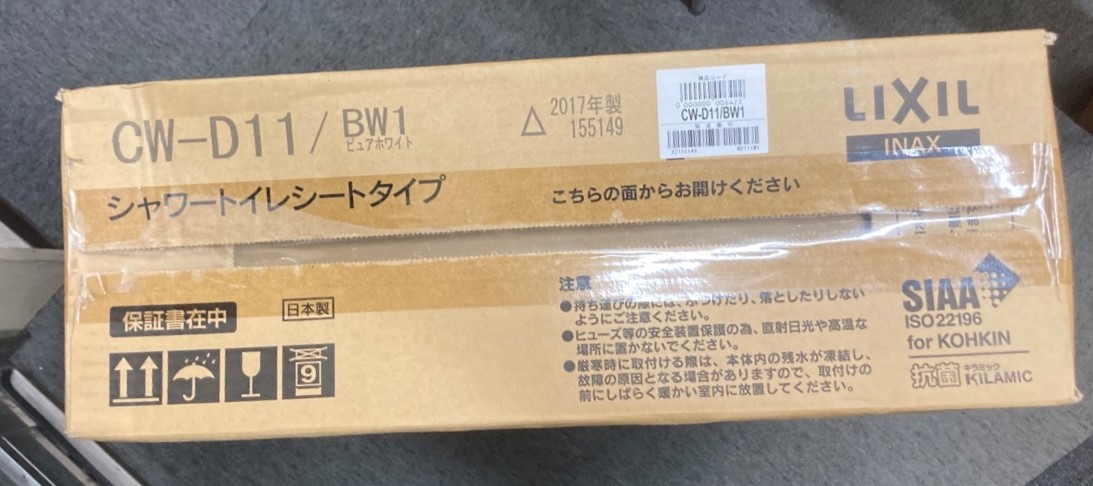 CW-D11/BW1
ピュアホワイト
2017年製
155149
商品コード
CW-D11/BW1
LIXIL
INAX
シャワートイレシートタイプ
こちらの面からお開けください
保証書在中
日本製
9
注意
●持ち運びの際には、ぶつけたり、落としたりしない
ようにご注意ください。
●ヒューズ等の安全装置保護の為、直射日光や高温な
場所に置かないでください。
●厳寒時に取付ける際は、本体内の残水が凍結し、
故障の原因となる場合がありますので、取付けの
前にしばらく暖かい室内に放置してください。
SIAA
ISO22196
for KOHKIN
抗菌
キラミック
KILAMIC